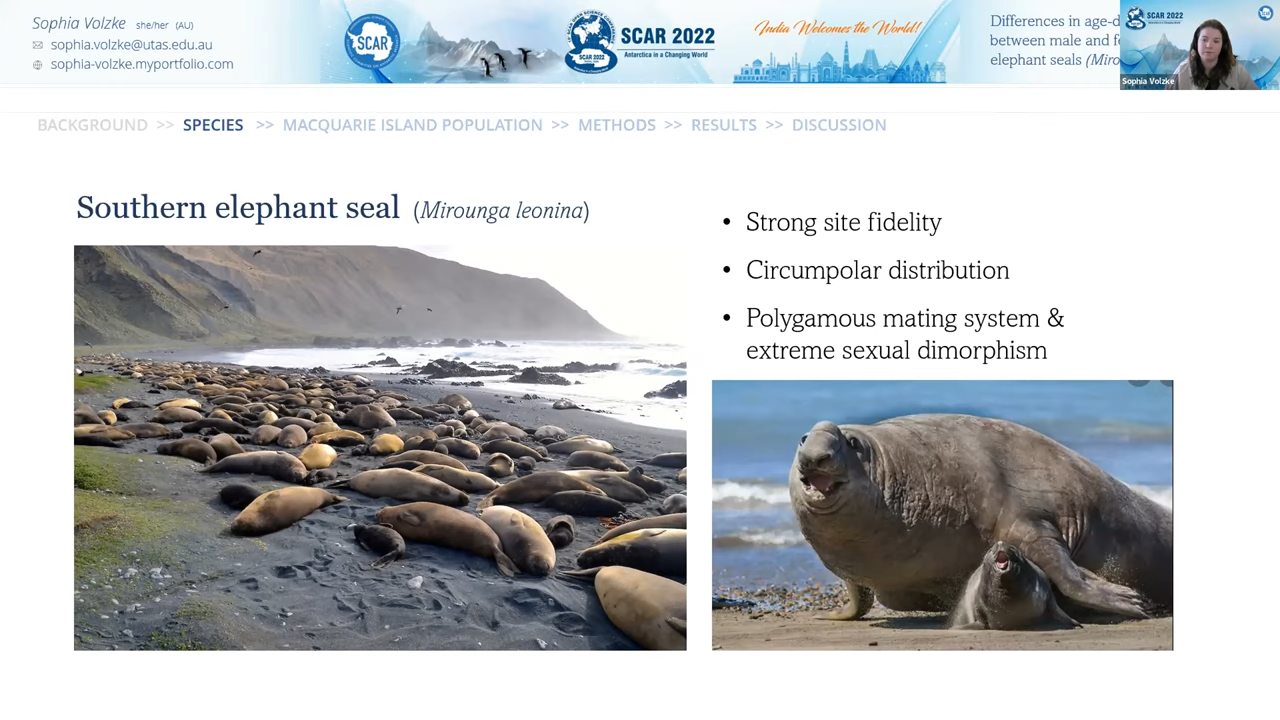 Sophia Volzke she/her (AU)
sophia.volzke@utas.edu.au
sophia-volzke.myportfolio.com
SCAR
SCAR 2022
SCAR 2022
Antarctica in a Changing World
India Welcomes the World!
Differences in age-d
between male and fe
elephant seals (Miro
SCAR 2022
Sophia Volzke
BACKGROUND >> SPECIES >> MACQUARIE ISLAND POPULATION >> METHODS >> RESULTS >> DISCUSSION
Southern elephant seal (Mirounga leonina)
• Strong site fidelity
• Circumpolar distribution
• Polygamous mating system &
extreme sexual dimorphism